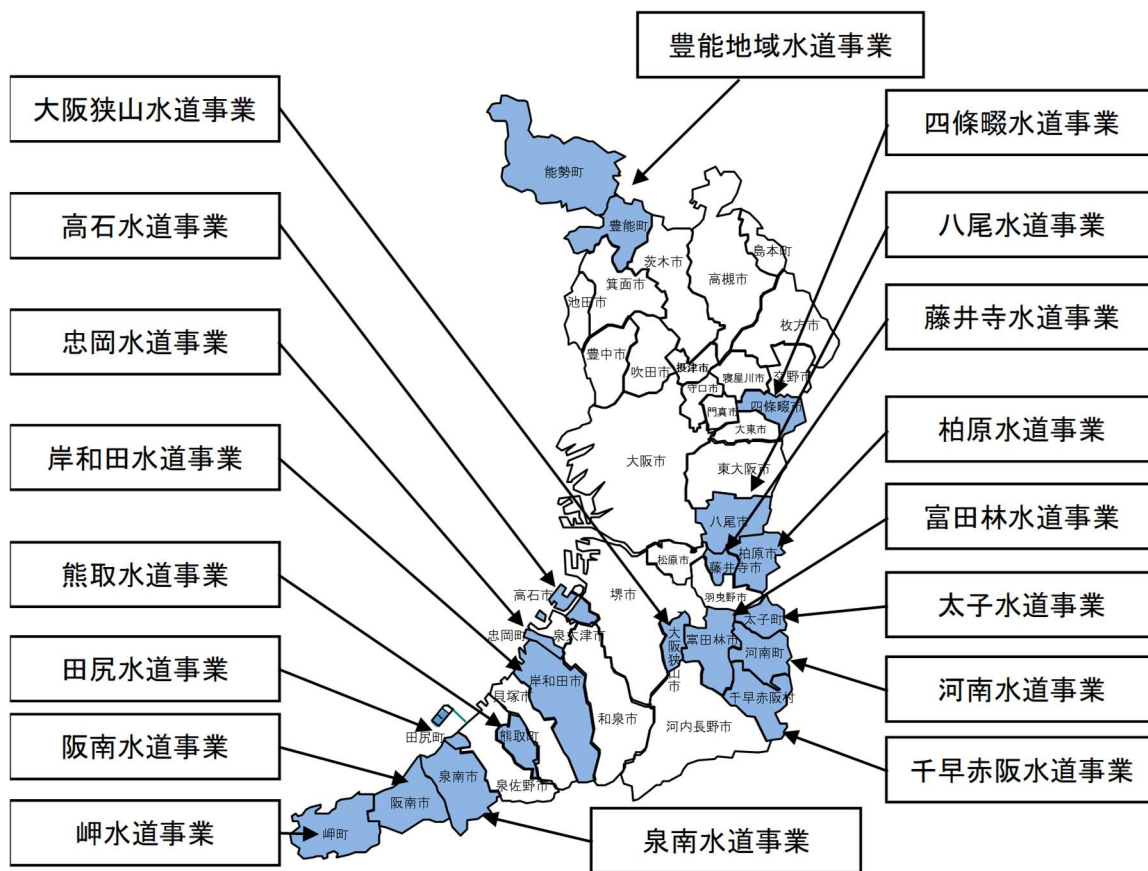 豊能地域水道事業
大阪狭山水道事業
高石水道事業
忠岡水道事業
岸和田水道事業
熊取水道事業
田尻水道事業
阪南水道事業
岬水道事業
四條畷水道事業
八尾水道事業
藤井寺水道事業
柏原水道事業
富田林水道事業
太子水道事業
河南水道事業
千早赤阪水道事業
泉南水道事業
能勢町
豊能町
茨木市
高槻市
島本町
箕面市
池田市
枚方市
豊中市
吹田市
摂津市
寝屋川市
交野市
守口市
門真市
四條畷市
大東市
大阪市
東大阪市
八尾市
松原市
藤井寺市
柏原市
羽曳野市
堺市
高石市
太子町
忠岡町
泉大津市
大阪狭山市
富田林市
河南町
岸和田市
千早赤阪村
貝塚市
和泉市
河内長野市
田尻町
熊取町
泉南市
泉佐野市
阪南市
岬町